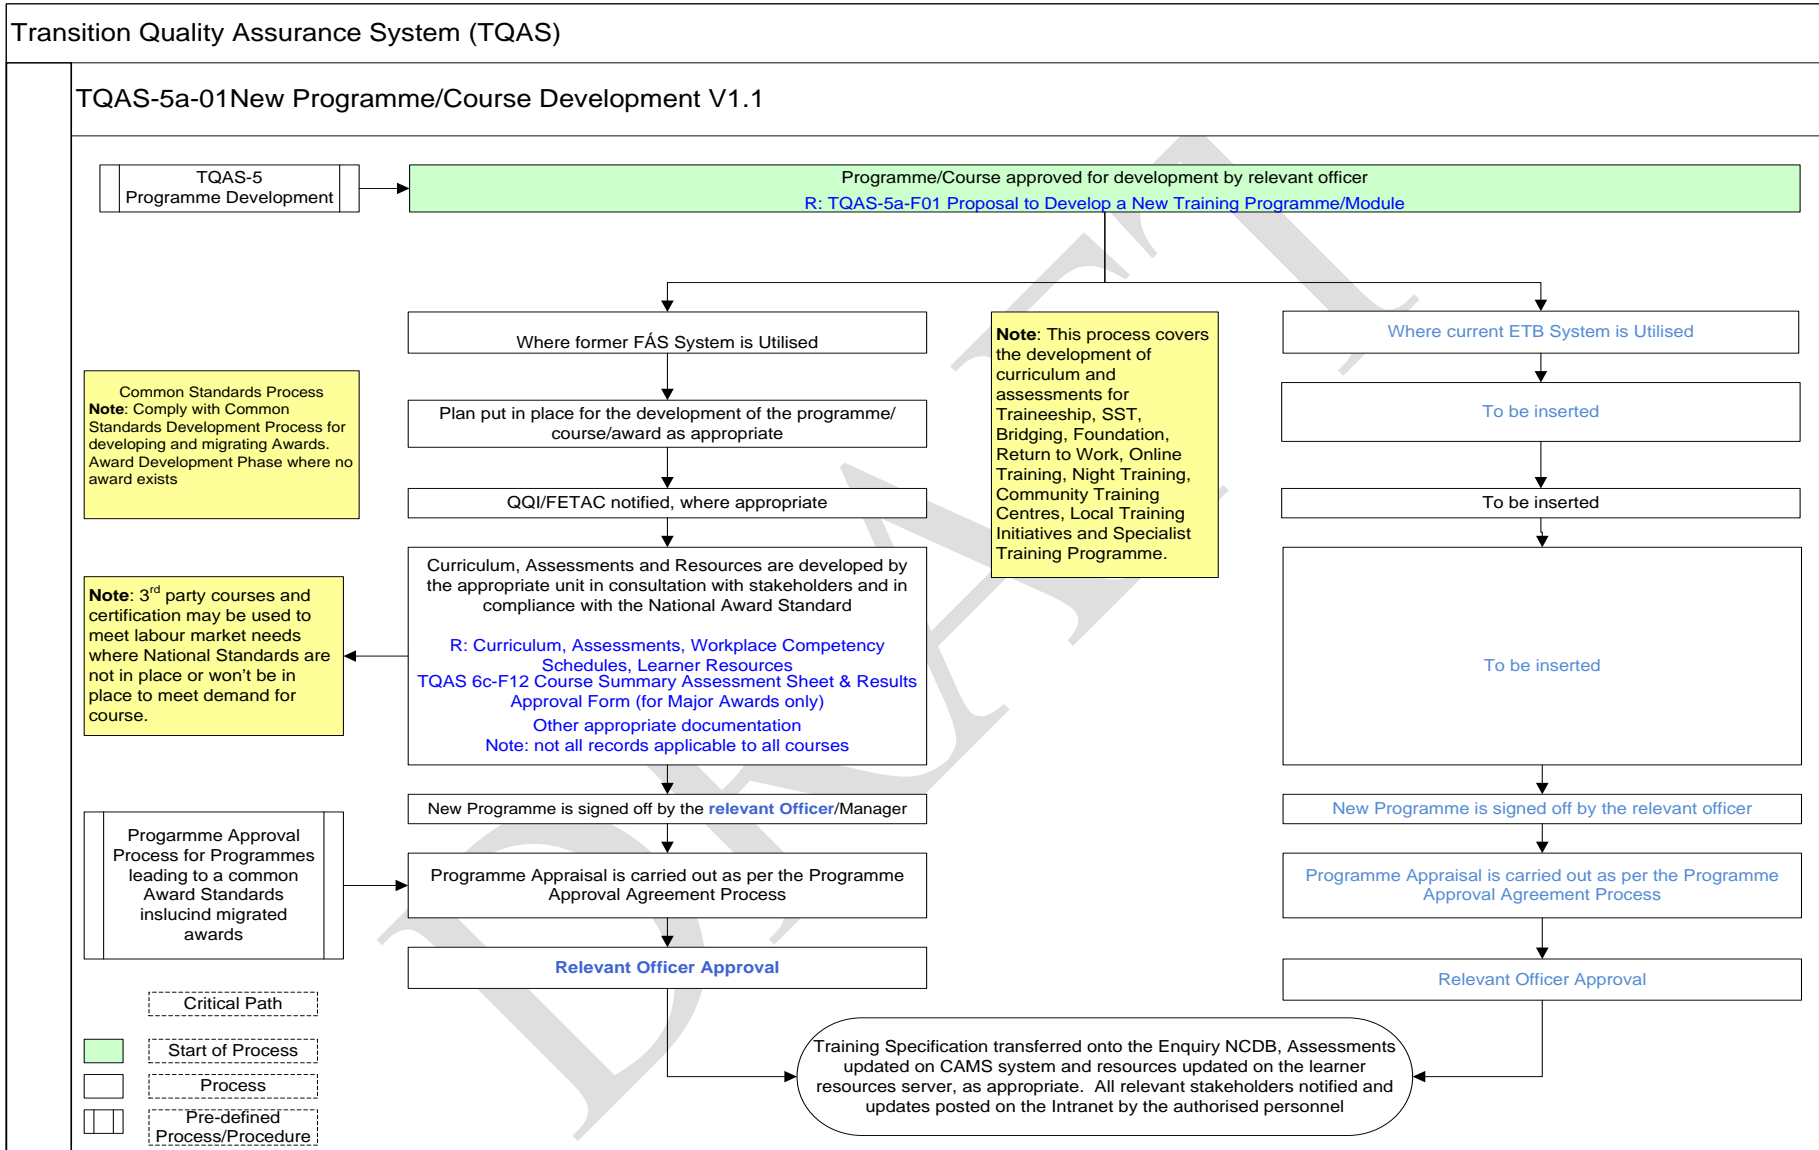 Transition Quality Assurance System (TQAS)
TQAS-5a-01New Programme/Course Development V1.1
TQAS-5
Programme Development
Programme/Course approved for development by relevant officer
R: TQAS-5a-F01 Proposal to Develop a New Training Programme/Module
Where former FÁS System is Utilised
Note: This process covers
the development of
curriculum and
assessments for
Traineeship, SST,
Bridging, Foundation,
Return to Work, Online
Training, Night Training,
Community Training
Centres, Local Training
Initiatives and Specialist
Training Programme.
Where current ETB System is Utilised
Common Standards Process
Note: Comply with Common
Standards Development Process for
developing and migrating Awards.
Award Development Phase where no
award exists
Plan put in place for the development of the programme/
course/award as appropriate
To be inserted
QQI/FETAC notified, where appropriate
To be inserted
Note: 3rd party courses and
certification may be used to
meet labour market needs
where National Standards are
not in place or won't be in
place to meet demand for
course.
Curriculum, Assessments and Resources are developed by
the appropriate unit in consultation with stakeholders and in
compliance with the National Award Standard
R: Curriculum, Assessments, Workplace Competency
Schedules, Learner Resources
TQAS 6c-F12 Course Summary Assessment Sheet & Results
Approval Form (for Major Awards only)
Other appropriate documentation
Note: not all records applicable to all courses
To be inserted
New Programme is signed off by the relevant Officer/Manager
New Programme is signed off by the relevant officer
Progarmme Approval
Process for Programmes
leading to a common
Award Standards
inslucind migrated
awards
Programme Appraisal is carried out as per the Programme
Approval Agreement Process
Programme Appraisal is carried out as per the Programme
Approval Agreement Process
Relevant Officer Approval
Relevant Officer Approval
Critical Path
Start of Process
Process
Pre-defined
Process/Procedure
Training Specification transferred onto the Enquiry NCDB, Assessments
updated on CAMS system and resources updated on the learner
resources server, as appropriate.  All relevant stakeholders notified and
updates posted on the Intranet by the authorised personnel
DRAFT